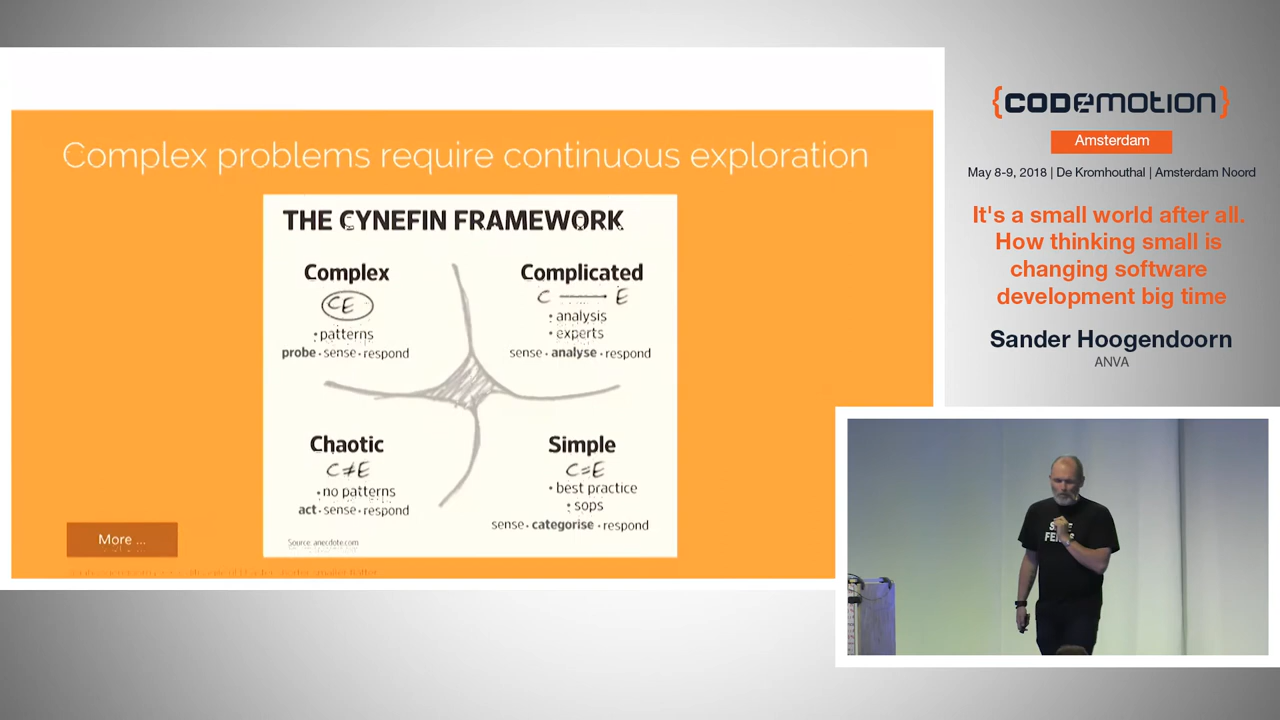 Complex problems require continuous exploration
THE CYNEFIN FRAMEWORK
Complex
CE
• patterns
probe • sense • respond
Complicated
C → E
• analysis
• experts
sense • analyse • respond
Chaotic
C≠E
• no patterns
act • sense • respond
Simple
C=E
• best practice
• sops
sense • categorise • respond
Source: anecdote.com
More ...
{CODEMOTION}
Amsterdam
May 8-9, 2018 | De Kromhouthal | Amsterdam Noord
It's a small world after all.
How thinking small is
changing software
development big time
Sander Hoogendoorn
ANVA